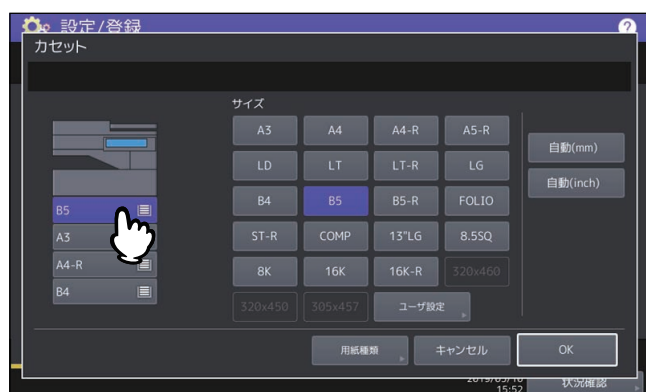 設定/登録
?
カセット
サイズ
A3 A4 A4-R A5-R
自動(mm)
LD LT LT-R LG
自動(inch)
B5
B4 B5 B5-R FOLIO
A3
ST-R COMP 13"LG 8.5SQ
A4-R
8K 16K 16K-R 320x460
B4
320x450 305x457 ユーザ設定
用紙種類 キャンセル OK
15:52 状況確認